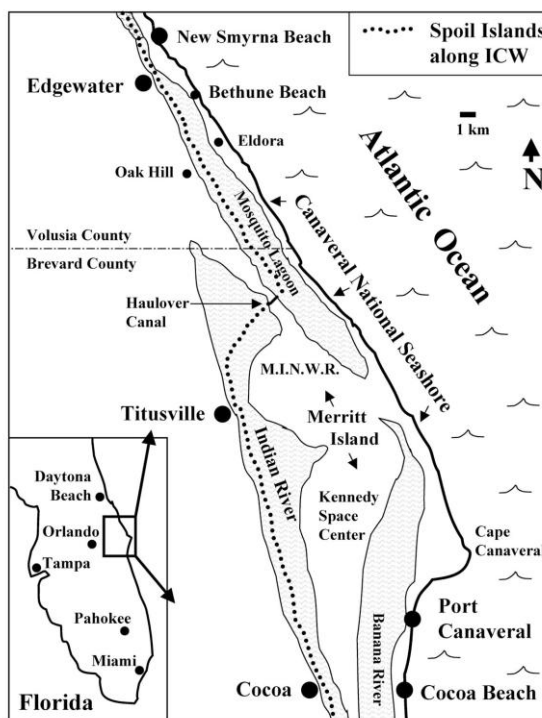 Spoil Islands
along ICW
New Smyrna Beach
Edgewater
Bethune Beach
1 km
Eldora
N
Oak Hill
Atlantic Ocean
Canaveral National Seashore
Mosquito Lagoon
Volusia County
Brevard County
Haulover
Canal
M.I.N.W.R.
Titusville
Merritt
Island
Indian River
Kennedy
Space
Center
Cape
Canaveral
Banana River
Port
Canaveral
Cocoa
Cocoa Beach
Daytona
Beach
Orlando
Tampa
Pahokee
Miami
Florida